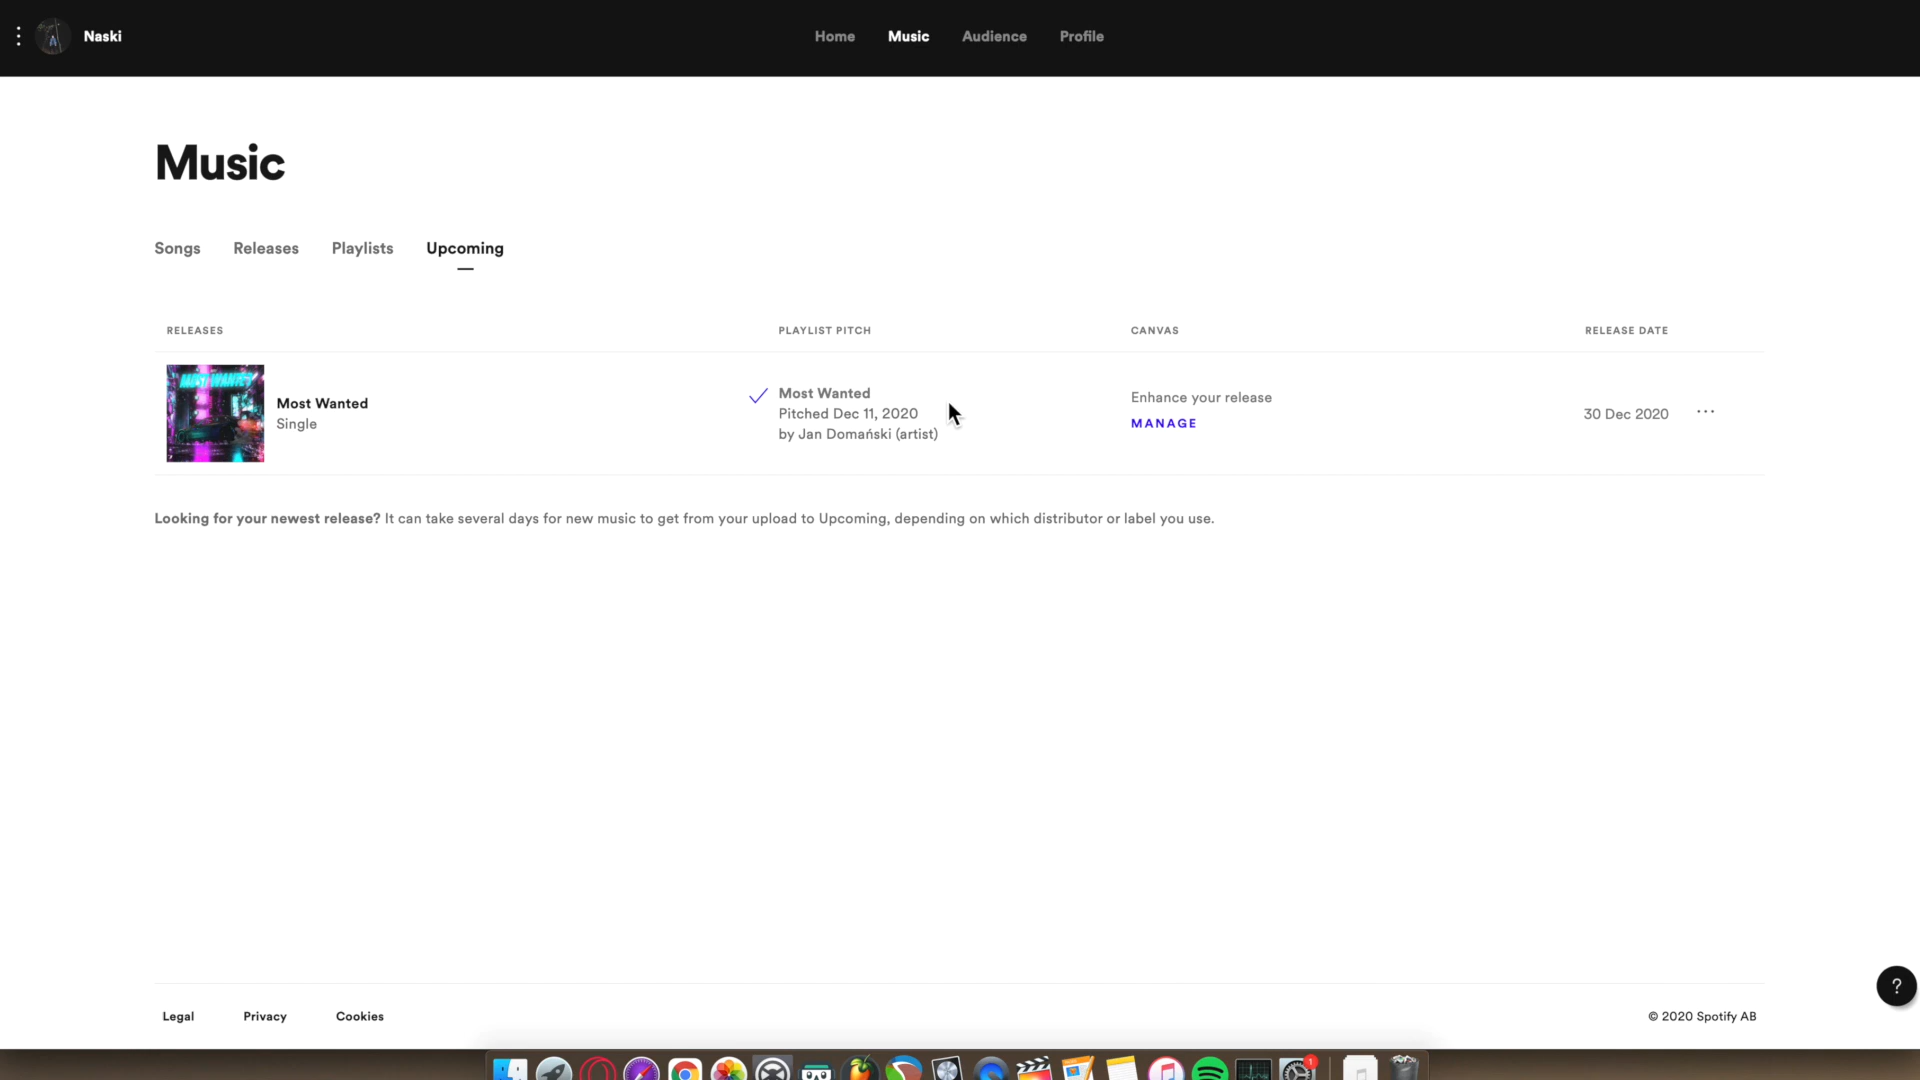 Naski
Home Music Audience Profile
Music
Songs Releases Playlists Upcoming
RELEASES PLAYLIST PITCH CANVAS RELEASE DATE
MOST WANTED
Most Wanted
Single
Most Wanted
Pitched Dec 11, 2020
by Jan Domański (artist)
Enhance your release
MANAGE
30 Dec 2020
Looking for your newest release? It can take several days for new music to get from your upload to Upcoming, depending on which distributor or label you use.
?
Legal Privacy Cookies
© 2020 Spotify AB
1